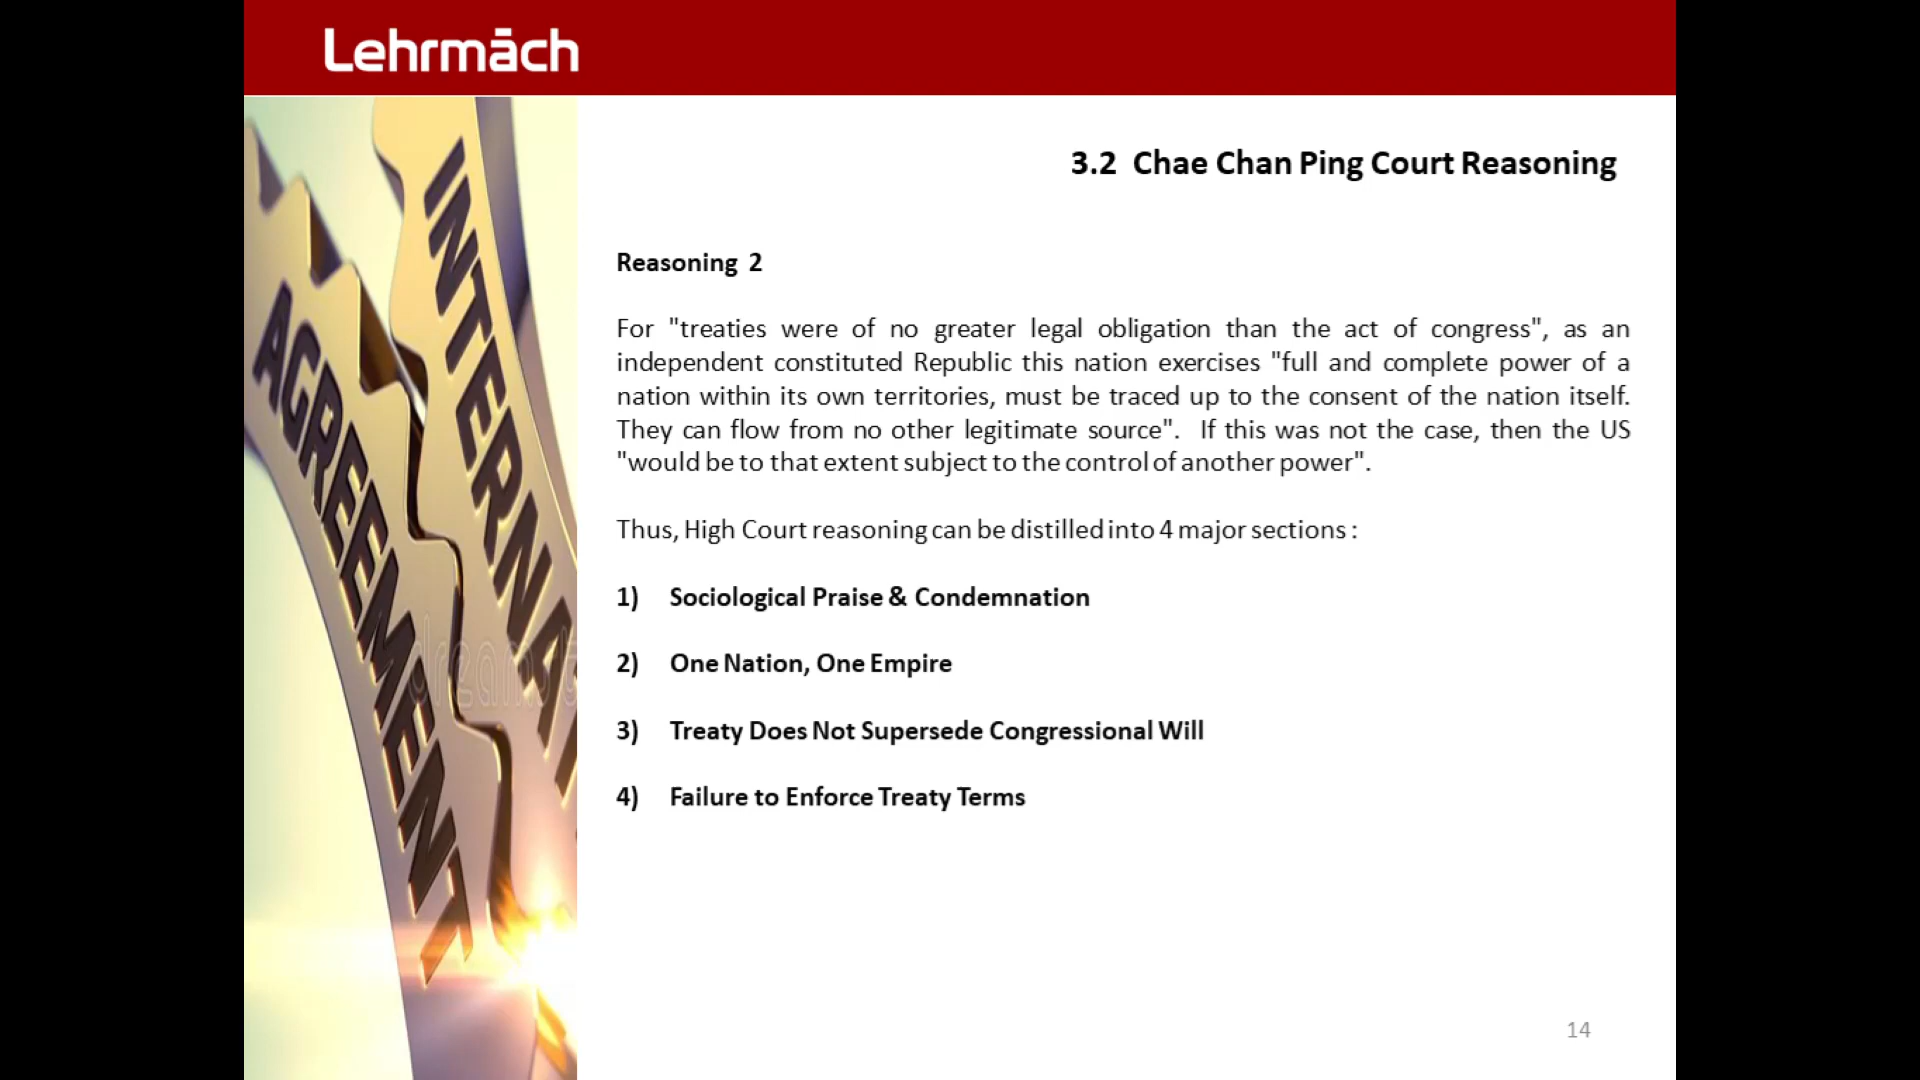 Lehrmāch
3.2 Chae Chan Ping Court Reasoning
Reasoning 2
For "treaties were of no greater legal obligation than the act of congress", as an
independent constituted Republic this nation exercises "full and complete power of a
nation within its own territories, must be traced up to the consent of the nation itself.
They can flow from no other legitimate source". If this was not the case, then the US
"would be to that extent subject to the control of another power".
Thus, High Court reasoning can be distilled into 4 major sections :
1) Sociological Praise & Condemnation
2) One Nation, One Empire
3) Treaty Does Not Supersede Congressional Will
4) Failure to Enforce Treaty Terms
AGREEMENT
INTERNA
dreams
14